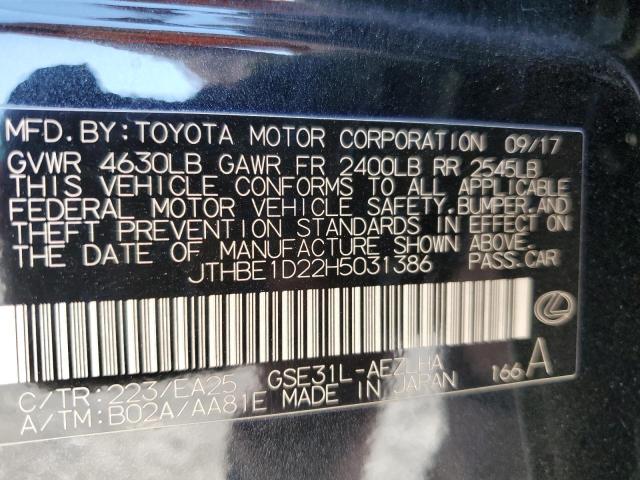 MFD.BY:TOYOTA MOTOR CORPORATION 09/17
GVWR 4630LB GAWR FR 2400LB RR 2545LB
THIS VEHICLE CONFORMS TO ALL APPLICABLE
FEDERAL MOTOR VEHICLE SAFETY,BUMPER,AND
THEFT PREVENTION STANDARDS IN EFFECT ON
THE DATE OF MANUFACTURE SHOWN ABOVE.
JTHBE1D22H5031386 PASS.CAR
C/TR:223/EA25 GSE31L-AEZLHA
A/TM:B02A/AA81E MADE IN JAPAN 166 A